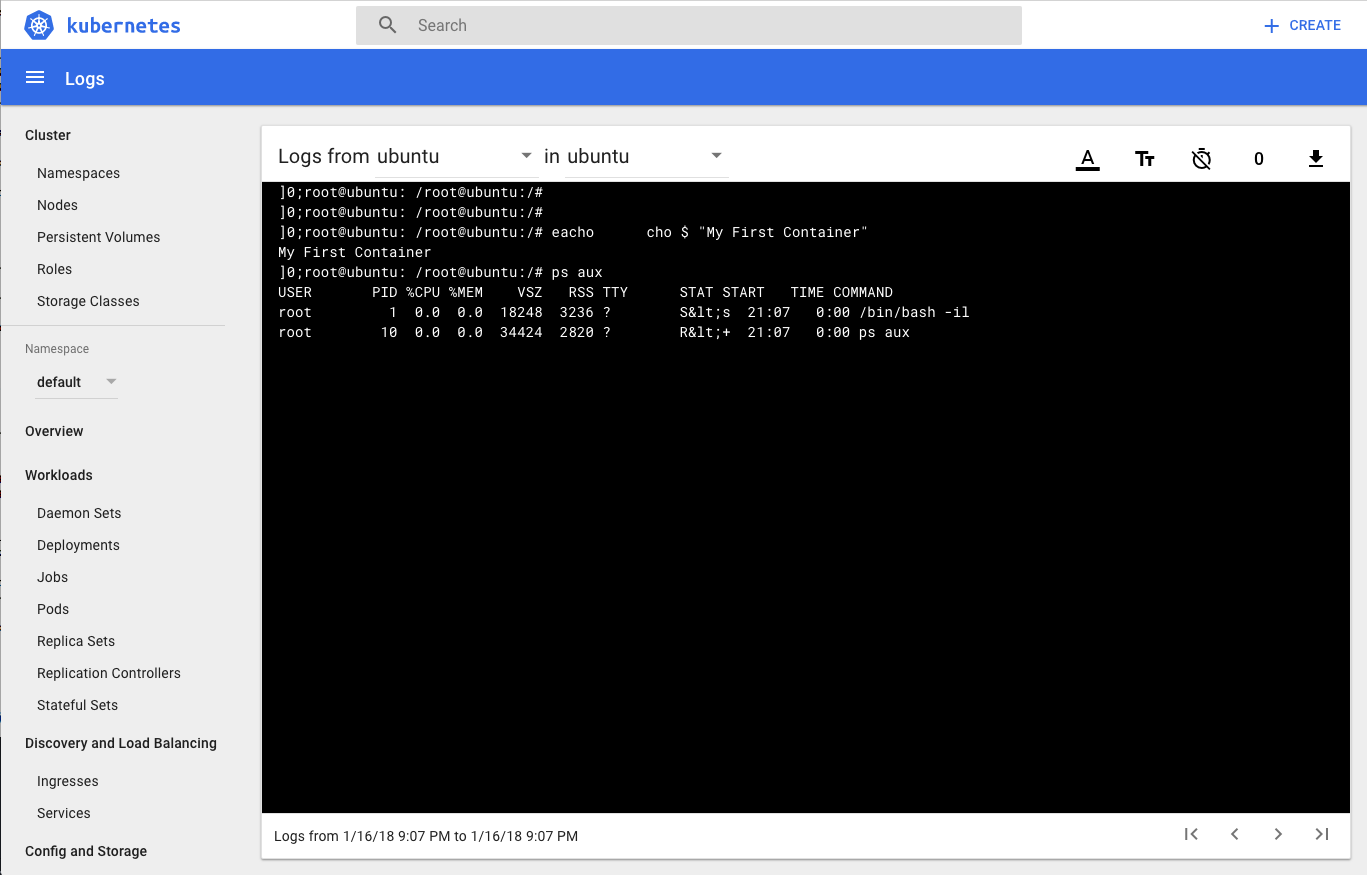 kubernetes
Search
CREATE
Logs
Cluster
Namespaces
Nodes
Persistent Volumes
Roles
Storage Classes
Namespace
default
Overview
Workloads
Daemon Sets
Deployments
Jobs
Pods
Replica Sets
Replication Controllers
Stateful Sets
Discovery and Load Balancing
Ingresses
Services
Config and Storage
Logs from ubuntu in ubuntu
A Tт 0
]0;root@ubuntu: /root@ubuntu:/#
]0;root@ubuntu: /root@ubuntu:/#
]0;root@ubuntu: /root@ubuntu:/# eacho      cho $ "My First Container"
My First Container
]0;root@ubuntu: /root@ubuntu:/# ps aux
USER       PID %CPU %MEM    VSZ   RSS TTY      STAT START   TIME COMMAND
root         1  0.0  0.0  18248  3236 ?        S&lt;s  21:07   0:00 /bin/bash -il
root        10  0.0  0.0  34424  2820 ?        R&lt;+  21:07   0:00 ps aux
Logs from 1/16/18 9:07 PM to 1/16/18 9:07 PM